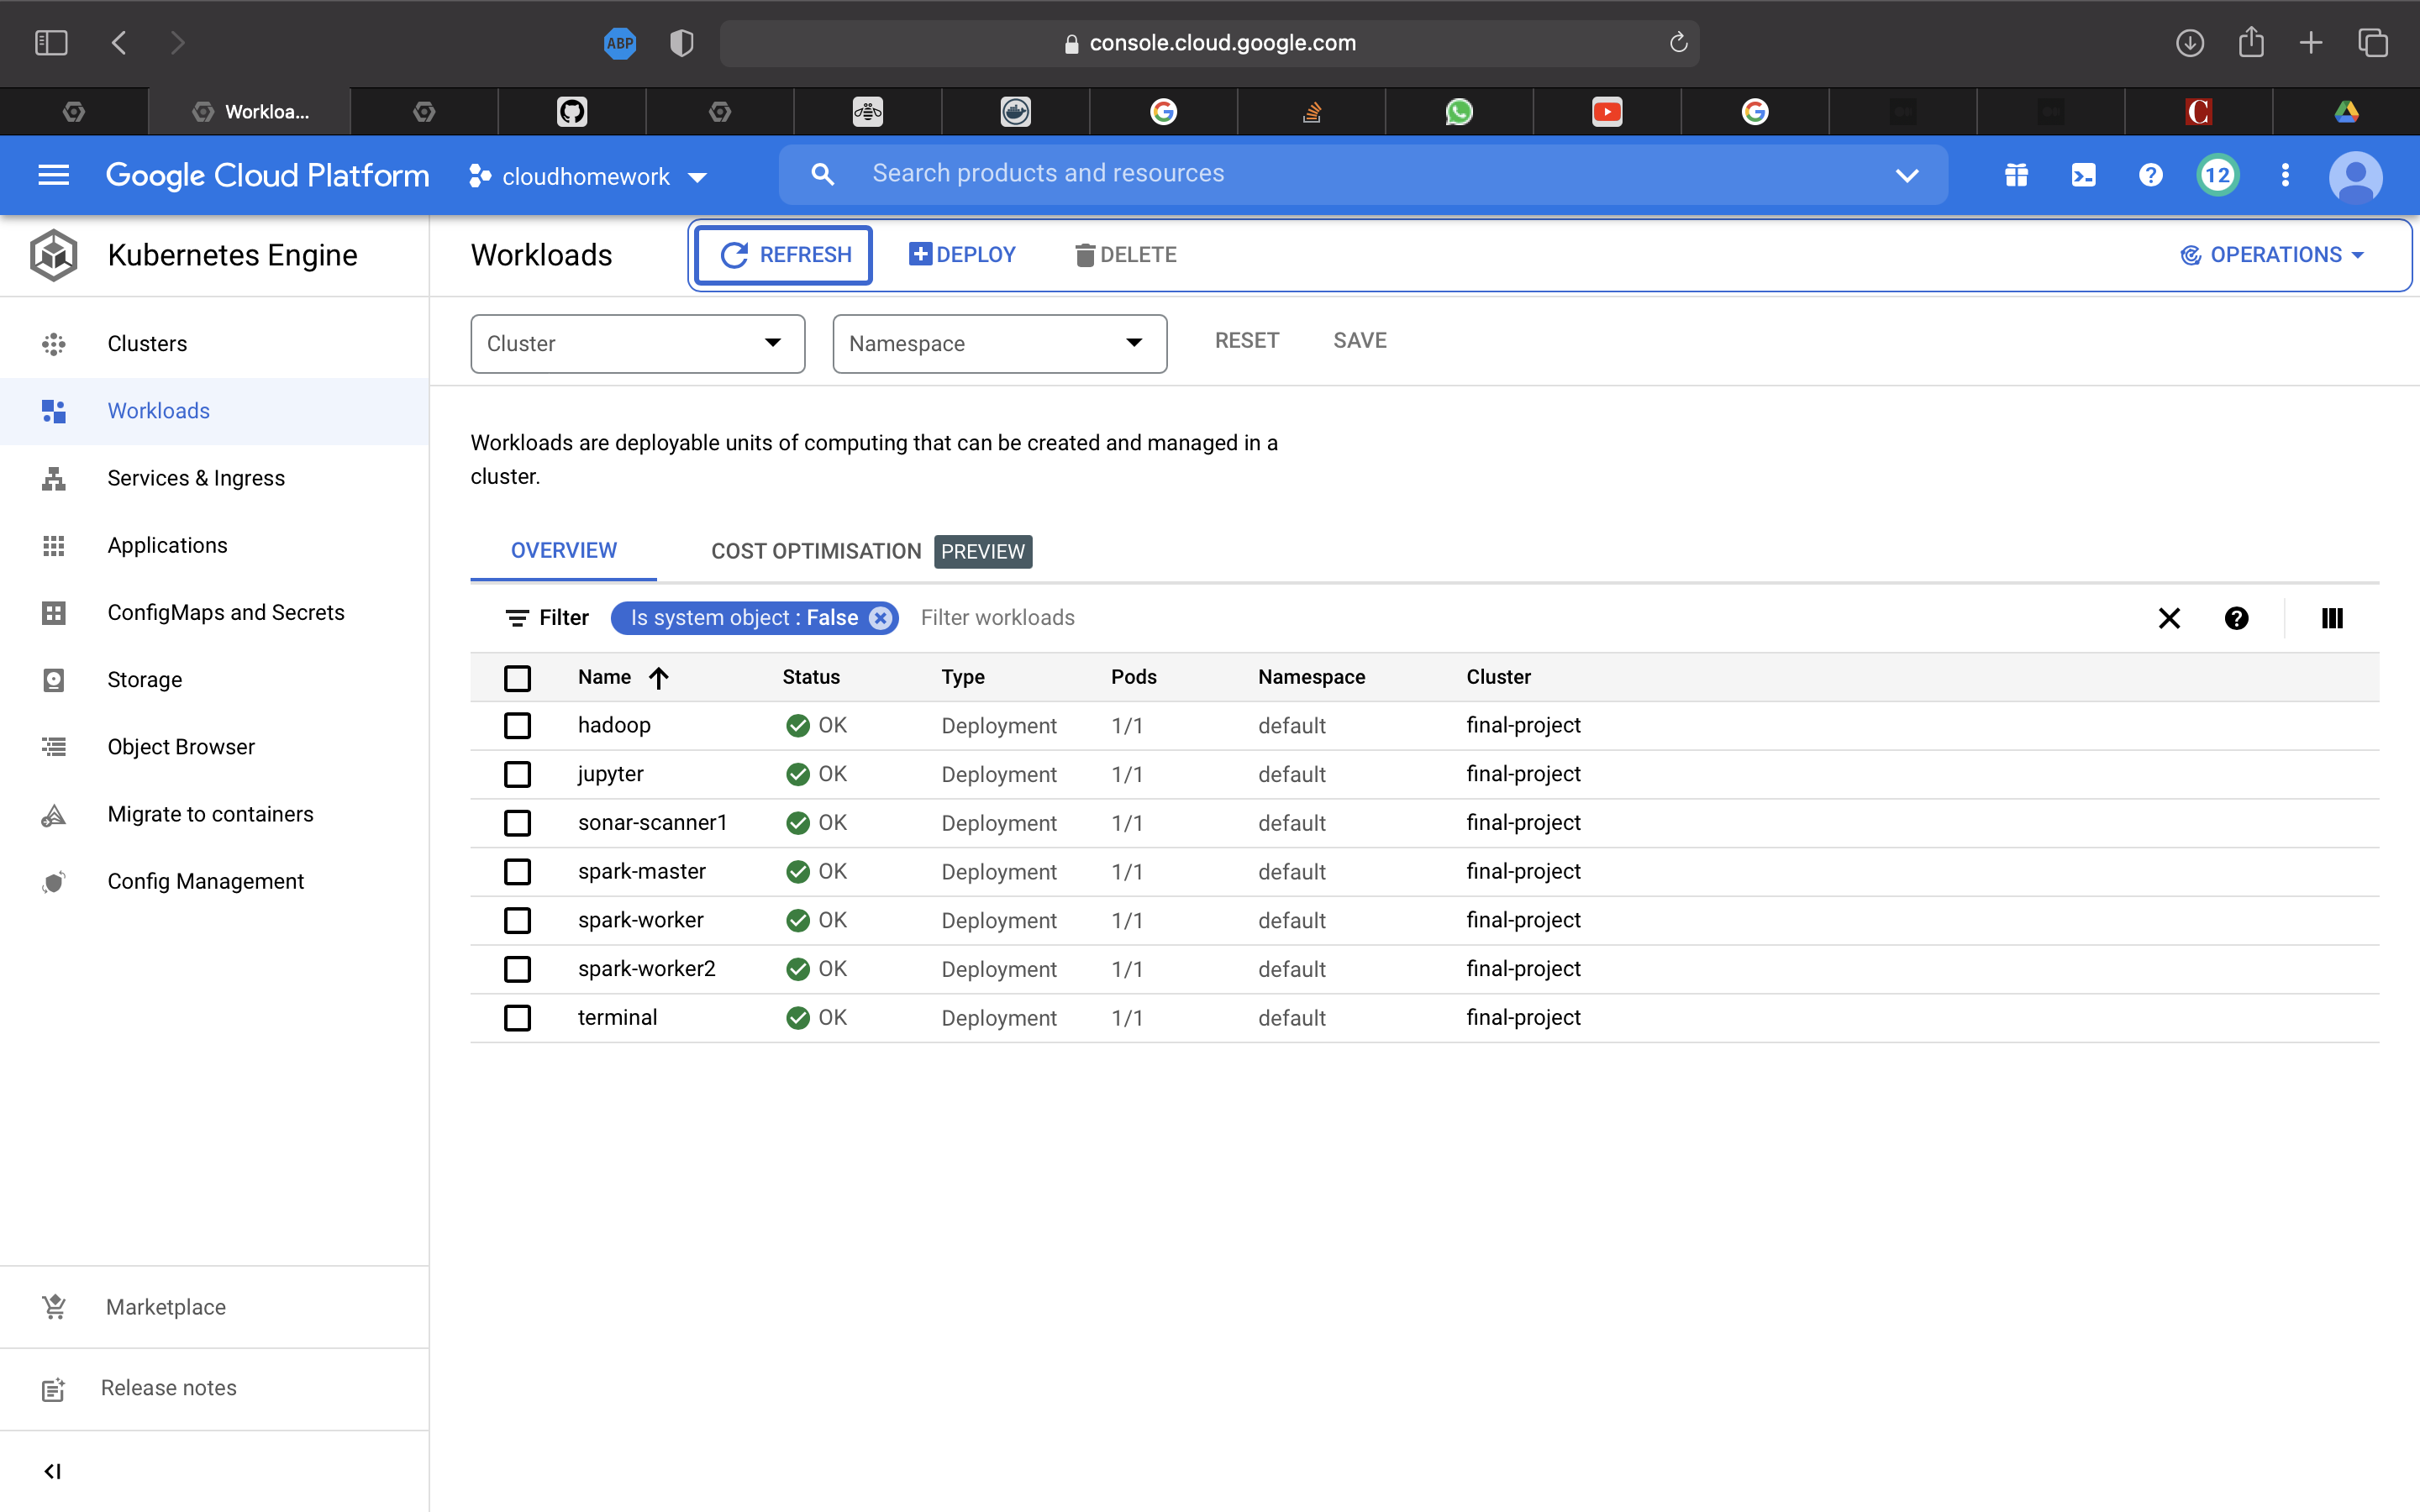 ABP
console.cloud.google.com
Workloa...
C
Google Cloud Platform
cloudhomework
Search products and resources
12
Kubernetes Engine
Workloads
REFRESH
DEPLOY
DELETE
OPERATIONS
Clusters
Workloads
Services & Ingress
Applications
ConfigMaps and Secrets
Storage
Object Browser
Migrate to containers
Config Management
Marketplace
Release notes
Cluster
Namespace
RESET
SAVE
Workloads are deployable units of computing that can be created and managed in a
cluster.
OVERVIEW
COST OPTIMISATION PREVIEW
Filter Is system object : False Filter workloads
Name Status Type Pods Namespace Cluster
hadoop OK Deployment 1/1 default final-project
jupyter OK Deployment 1/1 default final-project
sonar-scanner1 OK Deployment 1/1 default final-project
spark-master OK Deployment 1/1 default final-project
spark-worker OK Deployment 1/1 default final-project
spark-worker2 OK Deployment 1/1 default final-project
terminal OK Deployment 1/1 default final-project